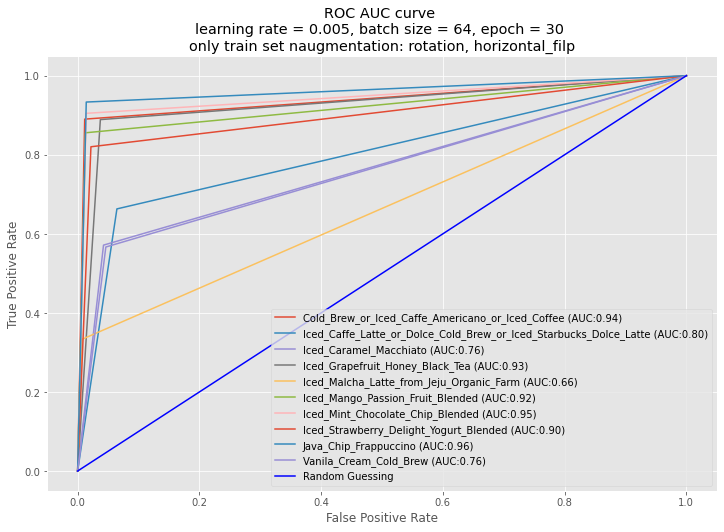 ROC AUC curve
learning rate = 0.005, batch size = 64, epoch = 30
only train set naugmentation: rotation, horizontal_filp
True Positive Rate
1.0
0.8
0.6
0.4
0.2
0.0
Cold_Brew_or_Iced_Caffe_Americano_or_Iced_Coffee (AUC:0.94)
Iced_Caffe_Latte_or_Dolce_Cold_Brew_or_Iced_Starbucks_Dolce_Latte (AUC:0.80)
Iced_Caramel_Macchiato (AUC:0.76)
Iced_Grapefruit_Honey_Black_Tea (AUC:0.93)
Iced_Malcha_Latte_from_Jeju_Organic_Farm (AUC:0.66)
Iced_Mango_Passion_Fruit_Blended (AUC:0.92)
Iced_Mint_Chocolate_Chip_Blended (AUC:0.95)
Iced_Strawberry_Delight_Yogurt_Blended (AUC:0.90)
Java_Chip_Frappuccino (AUC:0.96)
Vanila_Cream_Cold_Brew (AUC:0.76)
Random Guessing
0.0 0.2 0.4 0.6 0.8 1.0
False Positive Rate